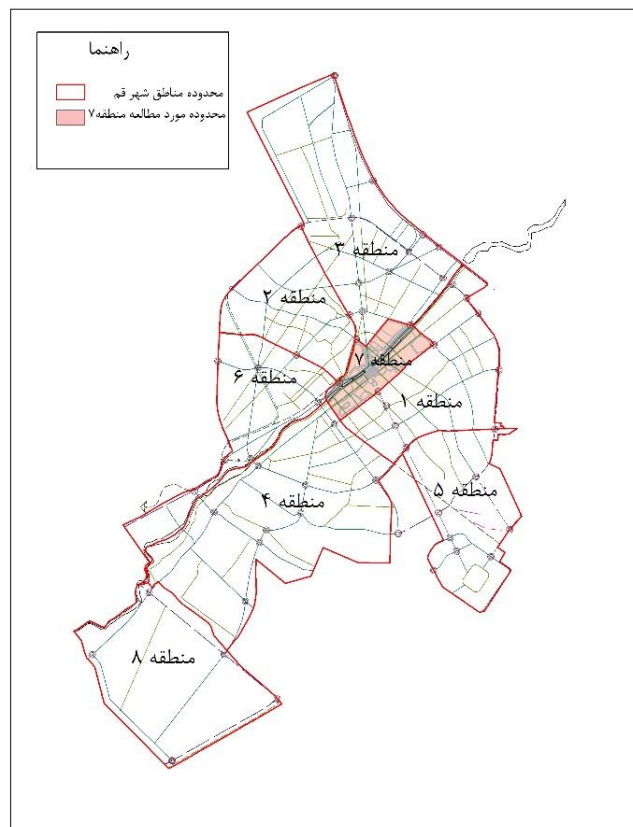 راهنما
محدوده مناطق شهر قم
محدوده مورد مطالعه منطقه۷
منطقه ۳
منطقه ۲
منطقه ۷
منطقه ۶
منطقه ۱
منطقه ۵
منطقه ۴
منطقه ۸